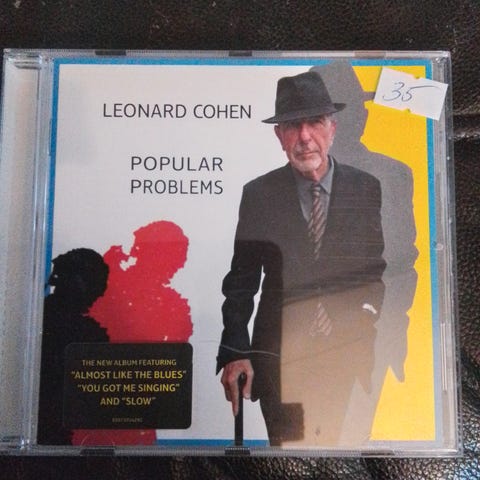 LEONARD COHEN
35
POPULAR
PROBLEMS
THE NEW ALBUM FEATURING
"ALMOST LIKE THE BLUES"
"YOU GOT ME SINGING"
AND "SLOW"